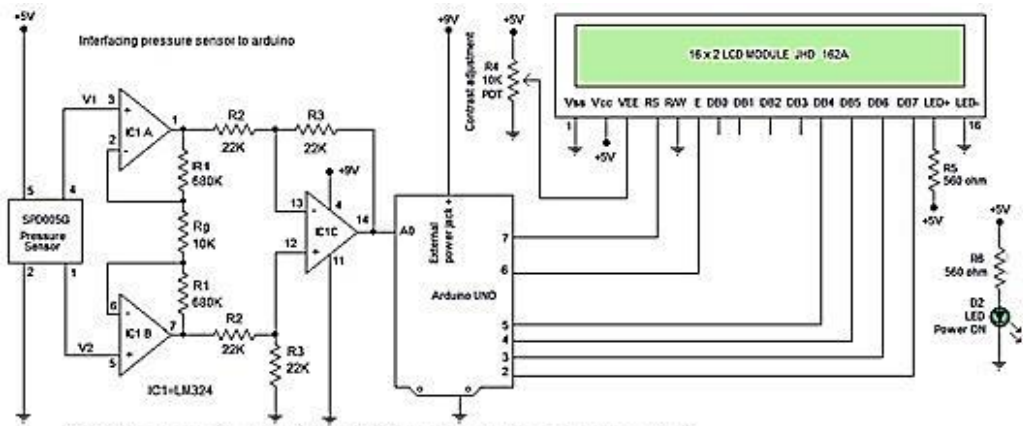 +5V
Interfacing pressure sensor to arduino
+9V
+5V
R4
10K
POT
Contrast adjustment
16 x 2 LCD MODULE JHD 162A
Vss Vcc VEE RS R/W E DB0 DB1 DB2 DB3 DB4 DB5 DB6 DB7 LED+ LED-
1
16
+5V
R5
560 ohm
+5V
V1
3
+
IC1 A
1
2
-
R2
22K
R3
22K
R1
680K
+9V
5
4
SPD005G
Pressure
Sensor
2
1
Rg
10K
13
-
4
IC1C
14
12
+
11
A0
External
power jack +
Arduino UNO
7
6
5
4
3
2
+5V
R6
560 ohm
D2
LED
Power ON
R1
680K
6
-
IC1 B
7
V2
5
+
R2
22K
R3
22K
IC1=LM324